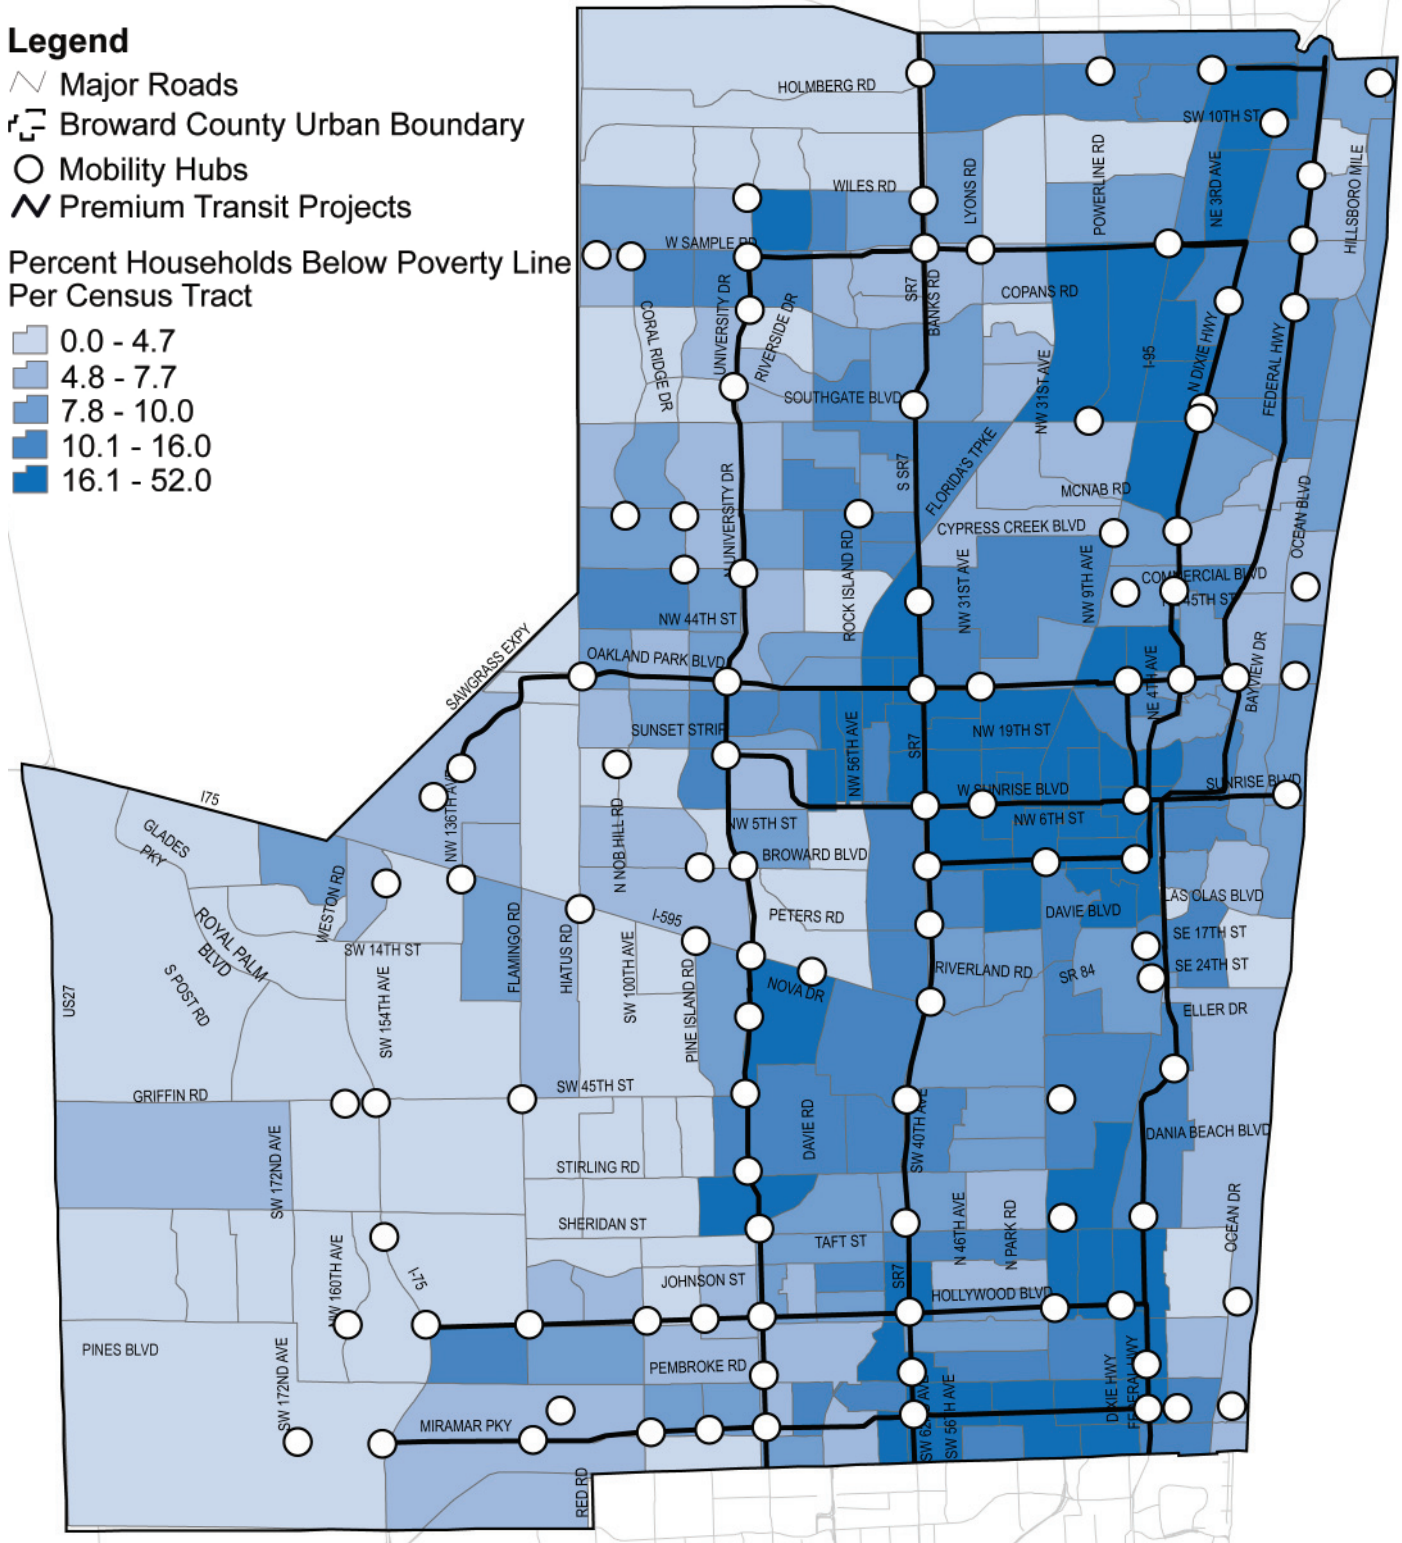 Legend
Major Roads
Broward County Urban Boundary
Mobility Hubs
Premium Transit Projects
Percent Households Below Poverty Line
Per Census Tract
0.0 - 4.7
4.8 - 7.7
7.8 - 10.0
10.1 - 16.0
16.1 - 52.0
HOLMBERG RD
SW 10TH ST
POWERLINE RD
HILLSBORO MILE
WILES RD
LYONS RD
NE 3RD AVE
W SAMPLE RD
SR7
BANKS RD
COPANS RD
CORAL RIDGE DR
UNIVERSITY DR
RIVERSIDE DR
I-95
N DIXIE HWY
FEDERAL HWY
SOUTHGATE BLVD
NW 31ST AVE
S SR7
FLORIDA'S TPKE
MCNAB RD
N UNIVERSITY DR
OCEAN BLVD
CYPRESS CREEK BLVD
ROCK ISLAND RD
NW 31ST AVE
NW 9TH AVE
COMMERCIAL BLVD
45TH ST
NW 44TH ST
SAWGRASS EXPY
OAKLAND PARK BLVD
NE 4TH AVE
BAYVIEW DR
SUNSET STRIP
NW 56TH AVE
SR7
NW 19TH ST
I75
NW 136TH AVE
W SUNRISE BLVD
SUNRISE BLVD
GLADES
PKY
N NOB HILL RD
NW 5TH ST
NW 6TH ST
BROWARD BLVD
WESTON RD
ROYAL PALM
BLVD
FLAMINGO RD
HIATUS RD
I-595
PETERS RD
DAVIE BLVD
LAS OLAS BLVD
SE 17TH ST
SW 14TH ST
S POST RD
US27
SW 154TH AVE
SW 100TH AVE
PINE ISLAND RD
NOVA DR
RIVERLAND RD
SR 84
SE 24TH ST
ELLER DR
GRIFFIN RD
SW 45TH ST
DAVIE RD
SW 40TH AVE
DANIA BEACH BLVD
SW 172ND AVE
STIRLING RD
SHERIDAN ST
TAFT ST
N 46TH AVE
N PARK RD
OCEAN DR
NW 160TH AVE
I-75
JOHNSON ST
SR7
HOLLYWOOD BLVD
PINES BLVD
SW 172ND AVE
PEMBROKE RD
DIXIE HWY
FEDERAL HWY
MIRAMAR PKY
SW 56TH AVE
RED RD